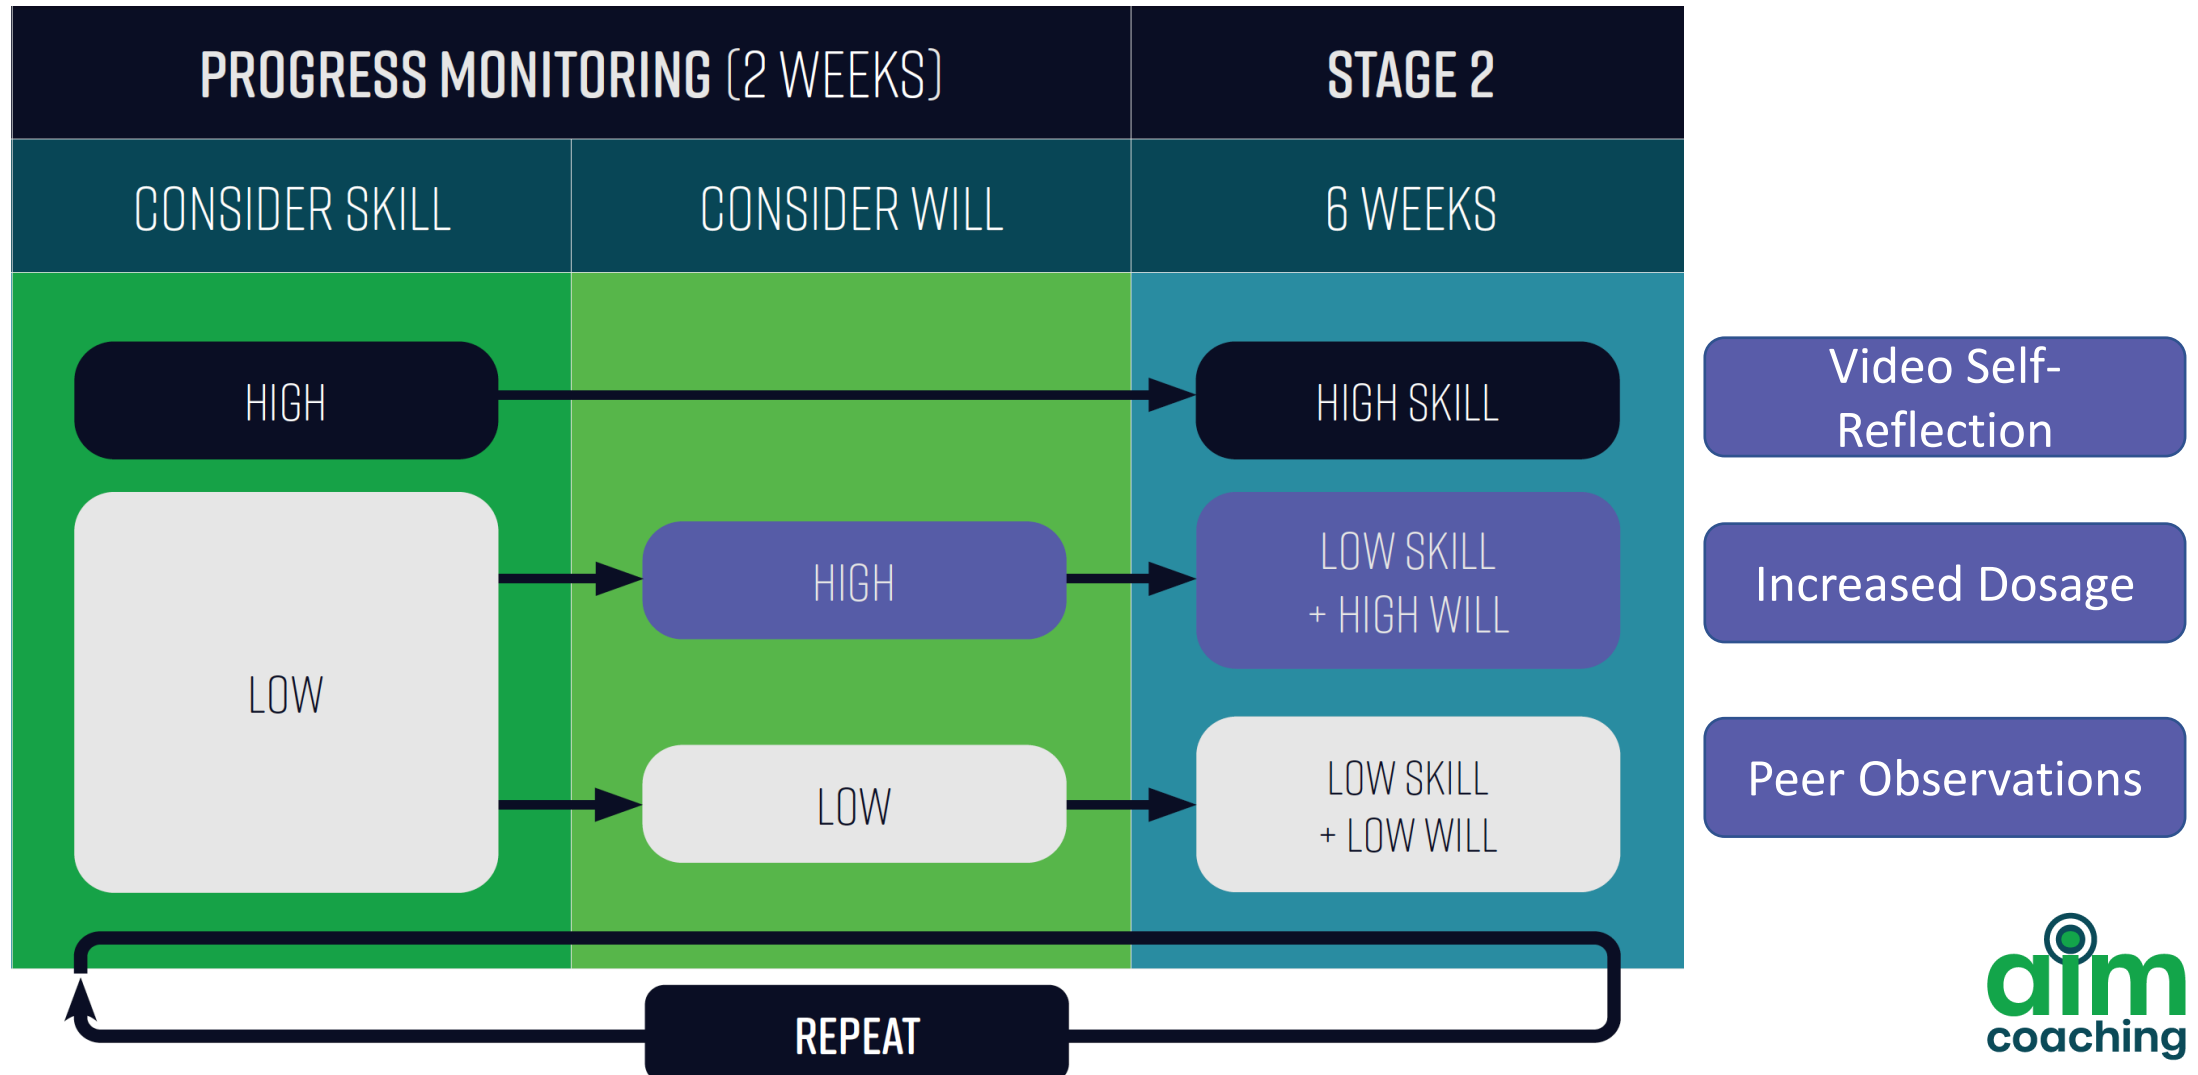 PROGRESS MONITORING (2 WEEKS)
STAGE 2
CONSIDER SKILL
CONSIDER WILL
6 WEEKS
HIGH
HIGH SKILL
Video Self-
Reflection
LOW
HIGH
LOW SKILL
+ HIGH WILL
Increased Dosage
LOW
LOW SKILL
+ LOW WILL
Peer Observations
REPEAT
aim
coaching